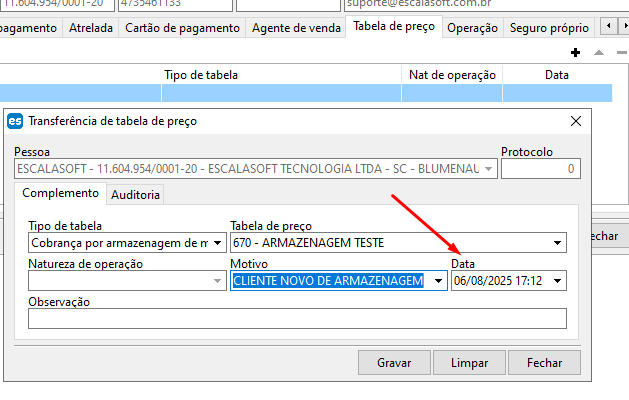 11.604.954/0001-20 4735461133 suporte@escalasoft.com.br
pagamento Atrelada Cartão de pagamento Agente de venda Tabela de preço Operação Seguro próprio
Tipo de tabela Nat de operação Data
es Transferência de tabela de preço
Pessoa Protocolo
ESCALASOFT - 11.604.954/0001-20 - ESCALASOFT TECNOLOGIA LTDA - SC - BLUMENAU 0
Complemento Auditoria
Tipo de tabela Tabela de preço
Cobrança por armazenagem de m 670 - ARMAZENAGEM TESTE
Natureza de operação Motivo Data
CLIENTE NOVO DE ARMAZENAGEM 06/08/2025 17:12
Observação
Gravar Limpar Fechar
echar